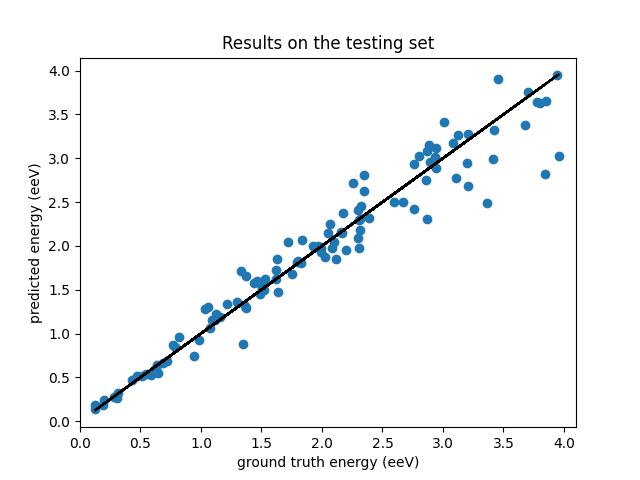 Results on the testing set
4.0
3.5
3.0
2.5
2.0
1.5
1.0
0.5
0.0
predicted energy (eeV)
0.0 0.5 1.0 1.5 2.0 2.5 3.0 3.5 4.0
ground truth energy (eeV)